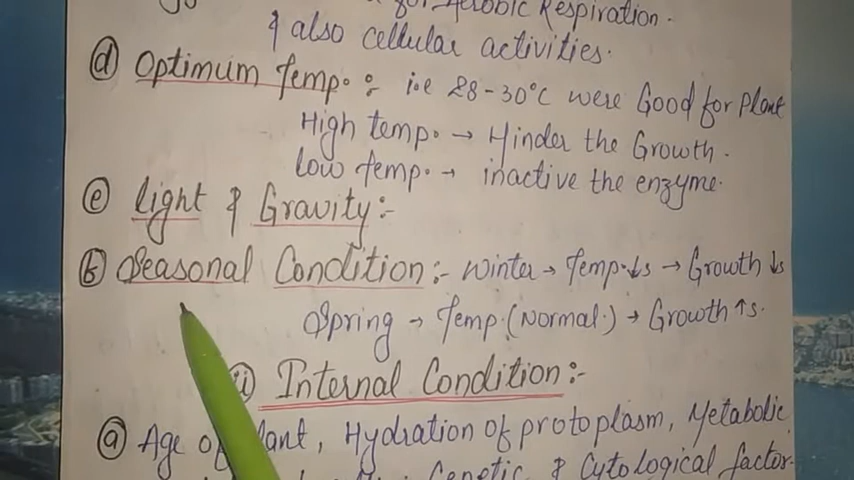 for Aerobic Respiration.
& also cellular activities.
(d) Optimum Temp. :- i.e 28-30°C were Good for plant
High temp. → Hinder the Growth.
Low temp. → inactive the enzyme.
(e) light & Gravity:-
(f) Seasonal Condition:- Winter → Temp.↓s → Growth ↓s
Spring → Temp.(Normal.) → Growth ↑s.
Internal Condition:-
(a) Age of plant, Hydration of protoplasm, Metabolic
Genetic & Cytological factor.